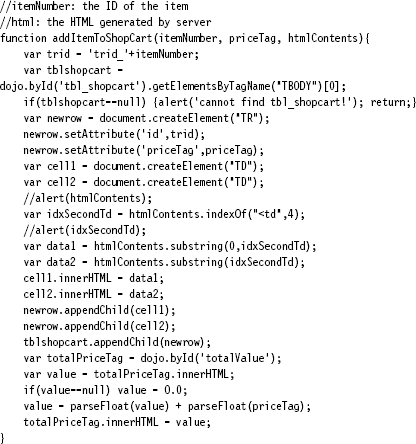 //itemNumber: the ID of the item
//html: the HTML generated by server
function addItemToShopCart(itemNumber, priceTag, htmlContents){
var trid = 'trid_'+itemNumber;
var tblshopcart =
dojo.byId('tbl_shopcart').getElementsByTagName("TBODY")[0];
if(tblshopcart==null) {alert('cannot find tbl_shopcart!'); return;}
var newrow = document.createElement("TR");
newrow.setAttribute('id',trid);
newrow.setAttribute('priceTag',priceTag);
var cell1 = document.createElement("TD");
var cell2 = document.createElement("TD");
//alert(htmlContents);
var idxSecondTd = htmlContents.indexOf("<td",4);
//alert(idxSecondTd);
var data1 = htmlContents.substring(0,idxSecondTd);
var data2 = htmlContents.substring(idxSecondTd);
cell1.innerHTML = data1;
cell2.innerHTML = data2;
newrow.appendChild(cell1);
newrow.appendChild(cell2);
tblshopcart.appendChild(newrow);
var totalPriceTag = dojo.byId('totalValue');
var value = totalPriceTag.innerHTML;
if(value==null) value = 0.0;
value = parseFloat(value) + parseFloat(priceTag);
totalPriceTag.innerHTML = value;
}